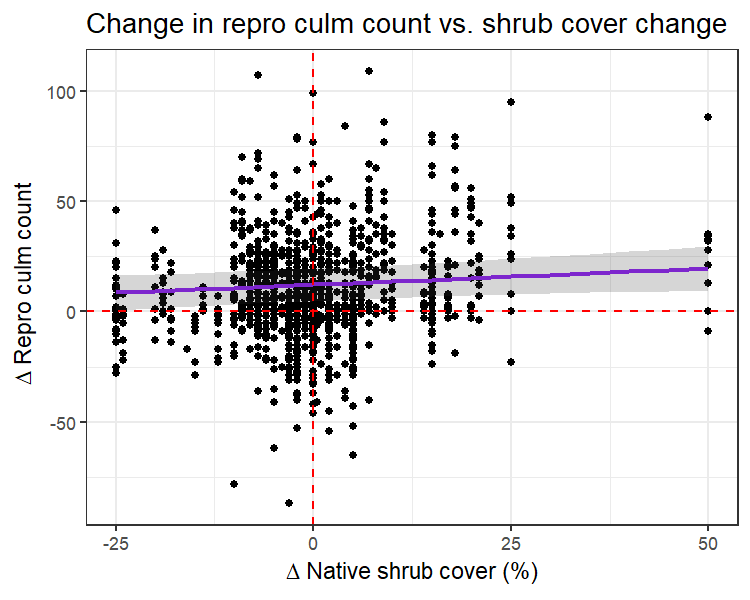 Change in repro culm count vs. shrub cover change
100
50
0
-50
Δ Repro culm count
-25
0
25
50
Δ Native shrub cover (%)